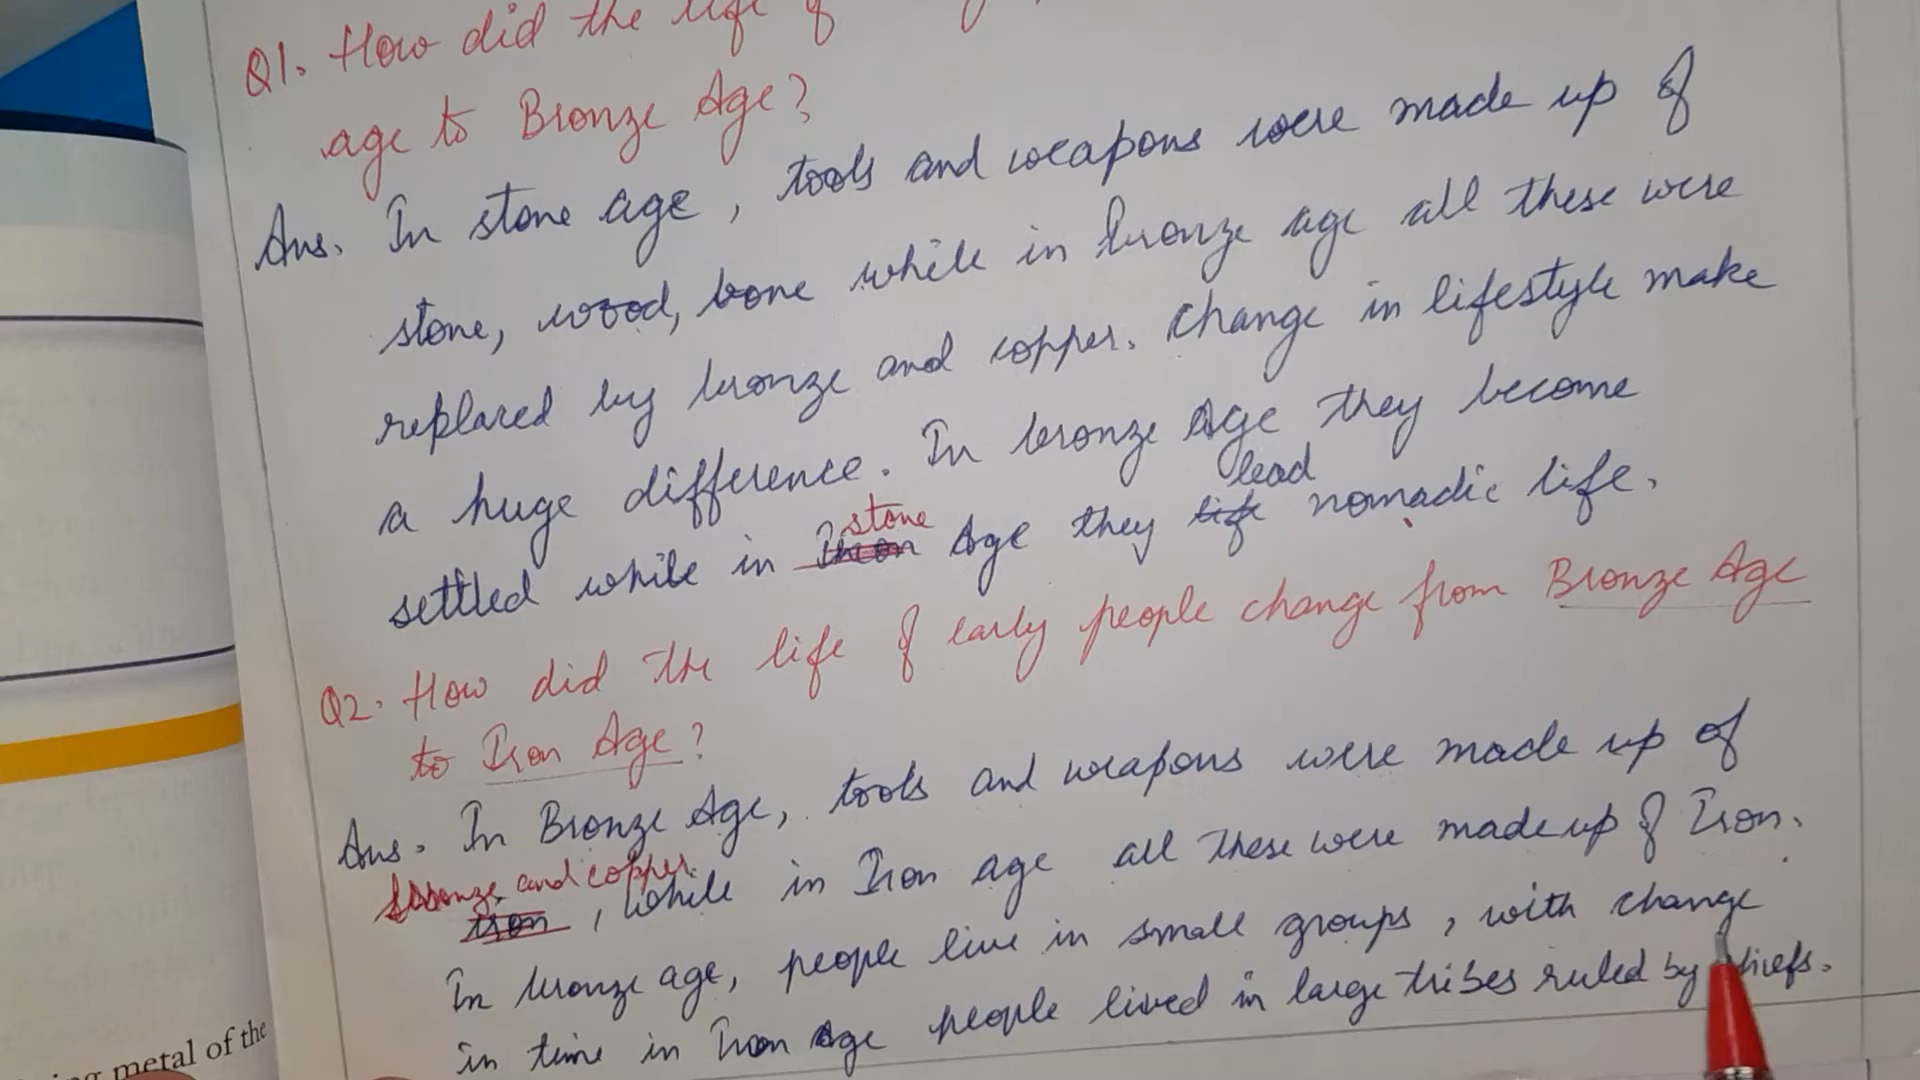 Q1. How did the life of
age to Bronze Age?
Ans. In stone age, tools and weapons were made up of
stone, wood, bone while in bronze age all these were
replaced by bronze and copper. Change in lifestyle make
a huge difference. In bronze Age they become
settled while in stone Age they lead nomadic life.
Q2. How did the life of early people change from Bronze Age
to Iron Age?
Ans. In Bronze Age, tools and weapons were made up of
bronze and copper
iron, while in Iron age all these were made up of Iron.
In bronze age, people live in small groups, with change
in time in Iron Age people lived in large tribes ruled by chiefs.
metal of the